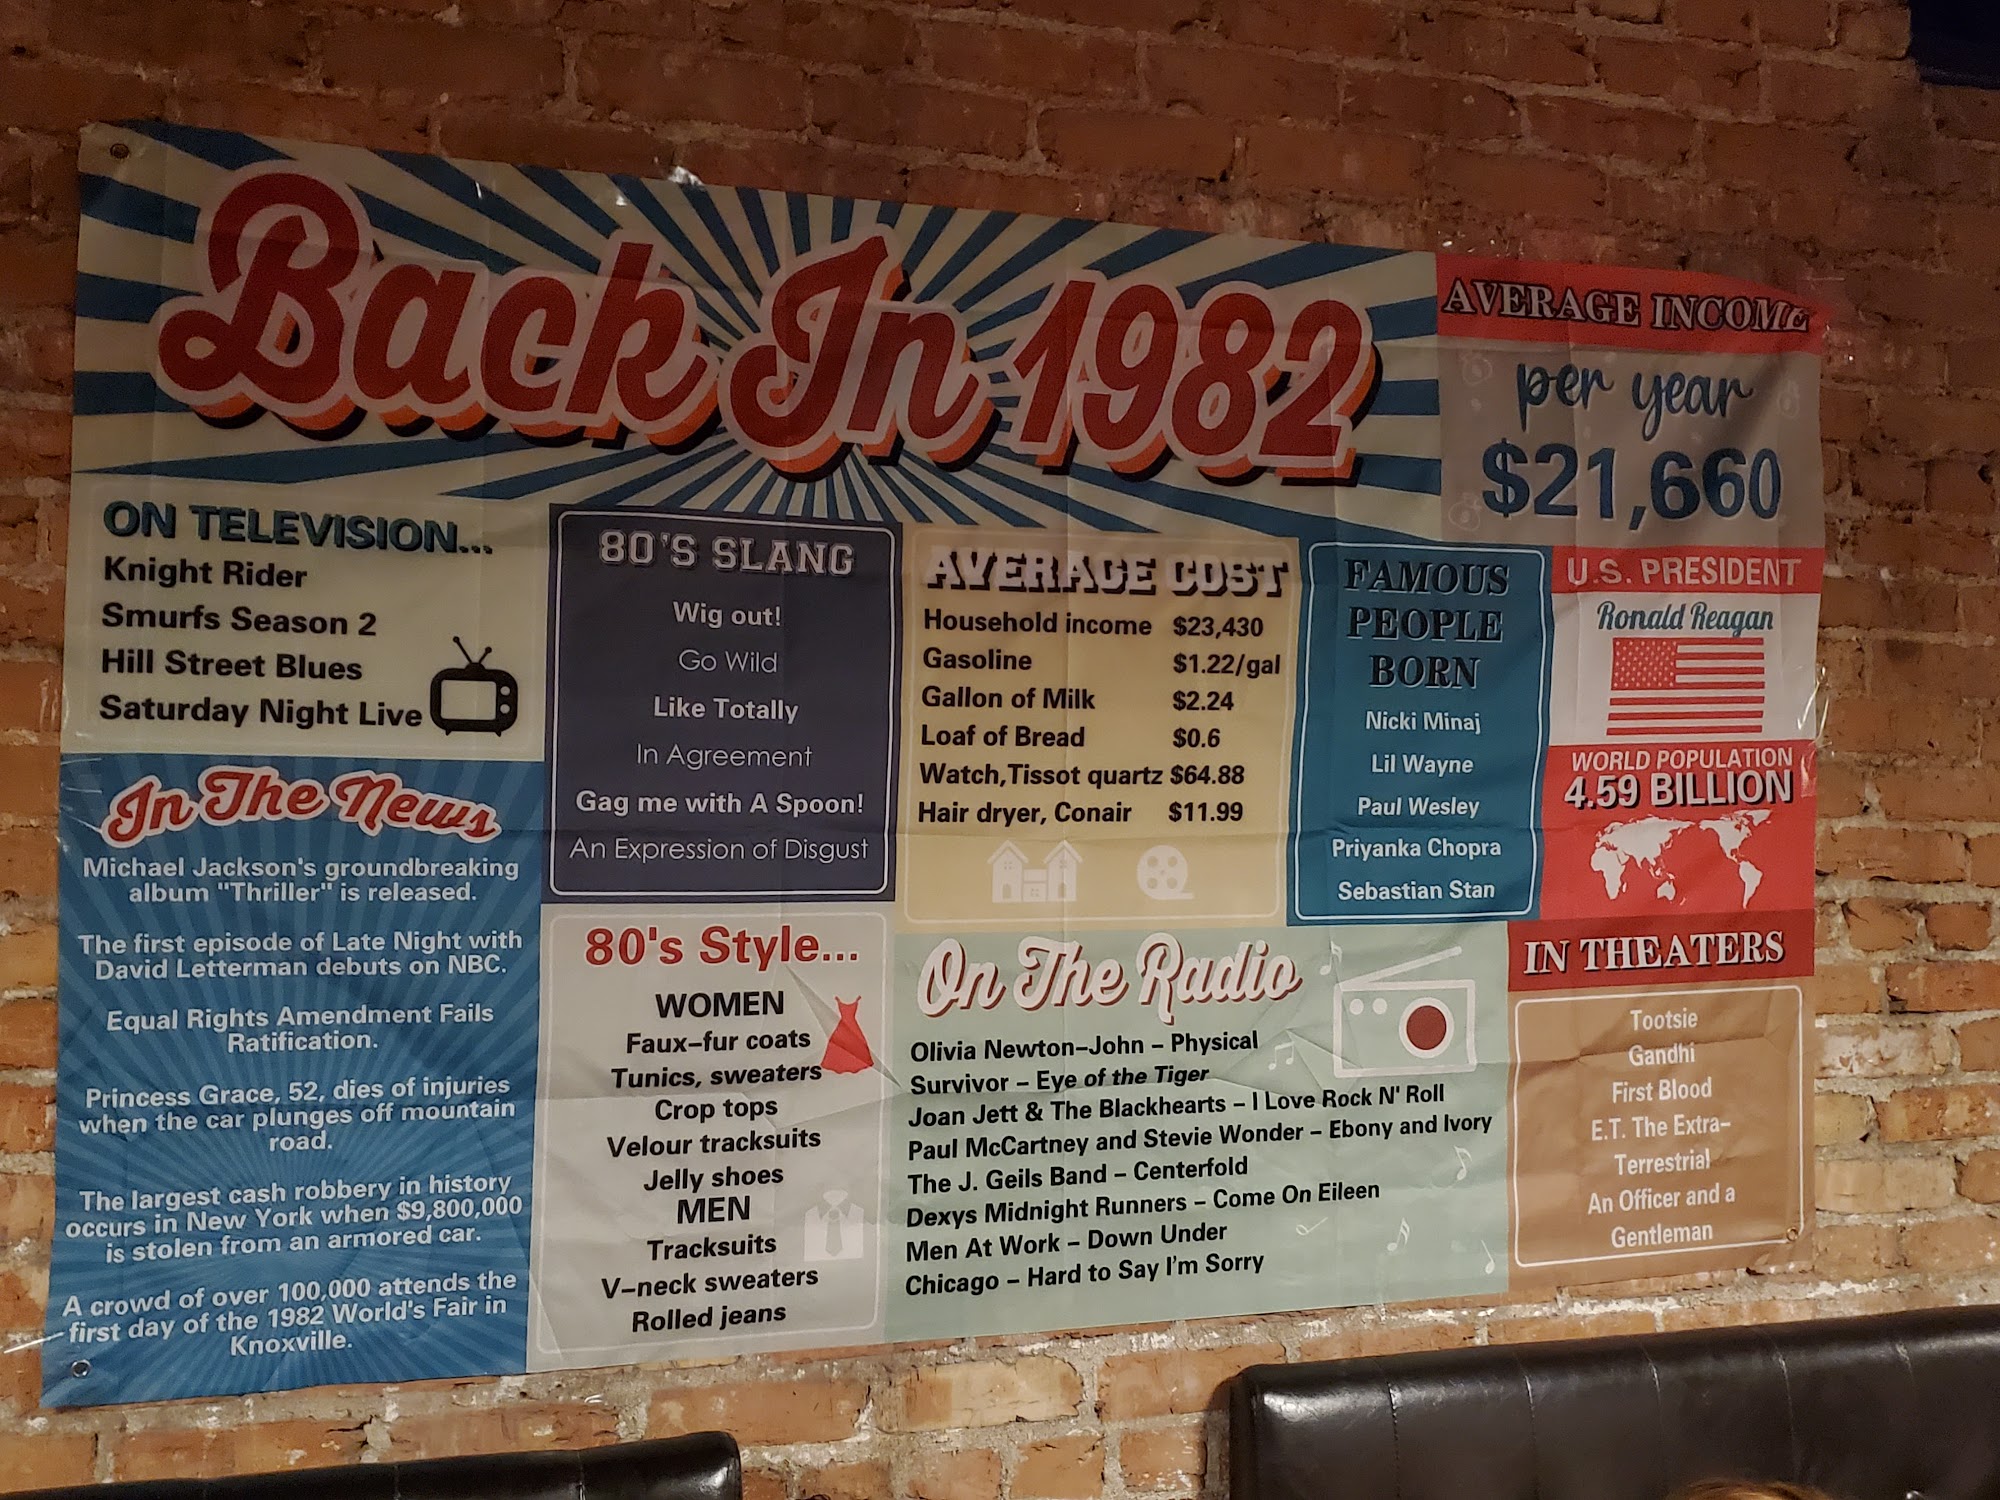 Back In 1982
AVERAGE INCOME
per year
$21,660
ON TELEVISION...
Knight Rider
Smurfs Season 2
Hill Street Blues
Saturday Night Live
80'S SLANG
Wig out!
Go Wild
Like Totally
In Agreement
Gag me with A Spoon!
An Expression of Disgust
AVERAGE COST
Household income $23,430
Gasoline $1.22/gal
Gallon of Milk $2.24
Loaf of Bread $0.6
Watch,Tissot quartz $64.88
Hair dryer, Conair $11.99
FAMOUS
PEOPLE
BORN
Nicki Minaj
Lil Wayne
Paul Wesley
Priyanka Chopra
Sebastian Stan
U.S. PRESIDENT
Ronald Reagan
WORLD POPULATION
4.59 BILLION
In The News
Michael Jackson's groundbreaking
album "Thriller" is released.
The first episode of Late Night with
David Letterman debuts on NBC.
Equal Rights Amendment Fails
Ratification.
Princess Grace, 52, dies of injuries
when the car plunges off mountain
road.
The largest cash robbery in history
occurs in New York when $9,800,000
is stolen from an armored car.
A crowd of over 100,000 attends the
first day of the 1982 World's Fair in
Knoxville.
80's Style...
WOMEN
Faux-fur coats
Tunics, sweaters
Crop tops
Velour tracksuits
Jelly shoes
MEN
Tracksuits
V-neck sweaters
Rolled jeans
On The Radio
Olivia Newton-John - Physical
Survivor - Eye of the Tiger
Joan Jett & The Blackhearts - I Love Rock N' Roll
Paul McCartney and Stevie Wonder - Ebony and Ivory
The J. Geils Band - Centerfold
Dexys Midnight Runners - Come On Eileen
Men At Work - Down Under
Chicago - Hard to Say I'm Sorry
IN THEATERS
Tootsie
Gandhi
First Blood
E.T. The Extra-
Terrestrial
An Officer and a
Gentleman